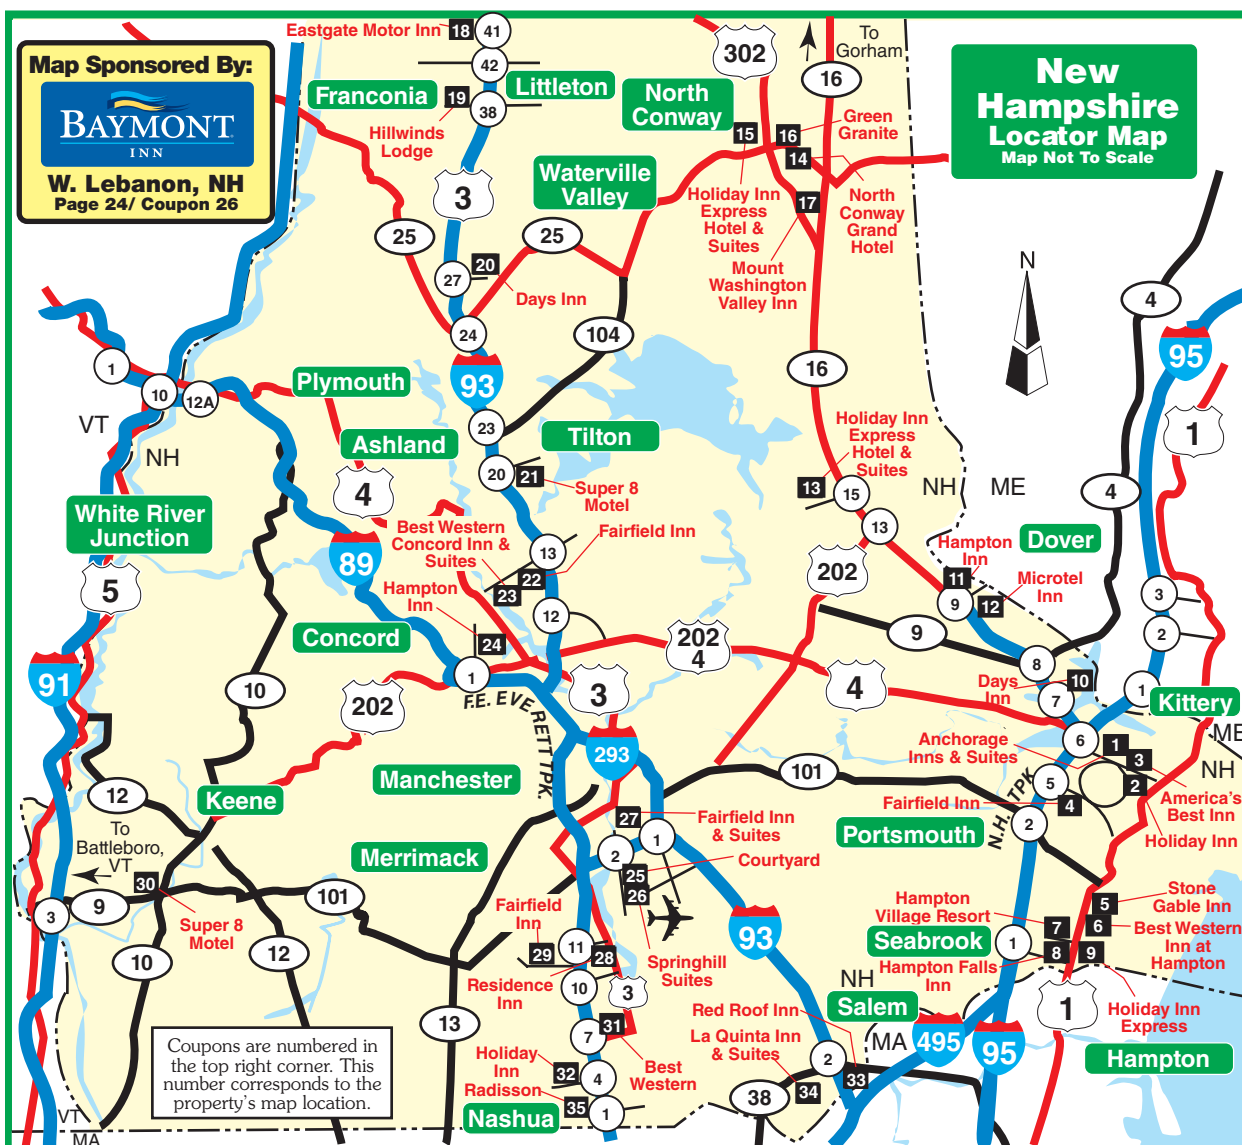 Map Sponsored By:
BAYMONT
INN
W. Lebanon, NH
Page 24/ Coupon 26
New
Hampshire
Locator Map
Map Not To Scale
Eastgate Motor Inn
18
41
42
Littleton
Franconia
19
38
Hillwinds
Lodge
3
302
To
Gorham
16
North
Conway
15
16
Green
Granite
14
Waterville
Valley
Holiday Inn
Express
Hotel &
Suites
17
North
Conway
Grand
Hotel
Mount
Washington
Valley Inn
25
25
20
27
Days Inn
24
104
N
4
95
1
10
12A
93
Plymouth
16
VT
NH
Ashland
23
Tilton
1
Holiday Inn
Express
Hotel &
Suites
4
20
21
Super 8
Motel
13
15
NH
ME
4
White River
Junction
Best Western
Concord Inn &
Suites
Fairfield Inn
13
13
Dover
89
22
23
202
Hampton
Inn
11
5
Hampton
Inn
9
12
Microtel
Inn
3
12
Concord
24
202
4
9
2
91
10
1
8
202
3
4
Days
Inn
10
7
1
Kittery
F.E. EVERETT TPK.
293
6
Anchorage
Inns & Suites
1
3
ME
NH
Manchester
101
5
2
America's
Best Inn
12
Keene
Fairfield Inn
4
N.H. TPK
Holiday Inn
To
Battleboro,
VT
27
Fairfield Inn
& Suites
Portsmouth
2
Merrimack
2
1
Courtyard
30
25
26
9
101
Super 8
Motel
3
Fairfield
Inn
93
Hampton
Village Resort
7
5
Stone
Gable Inn
6
Best Western
Inn at
Hampton
Seabrook
1
10
12
29
11
28
Springhill
Suites
8
9
Hampton Falls
Inn
Residence
Inn
10
3
NH
Salem
1
Holiday Inn
Express
13
Red Roof Inn
31
7
La Quinta Inn
& Suites
MA
495
95
Coupons are numbered in
the top right corner. This
number corresponds to the
property's map location.
Holiday
Inn
32
4
Best
Western
2
33
Hampton
Radisson
35
1
34
38
Nashua
VT
MA